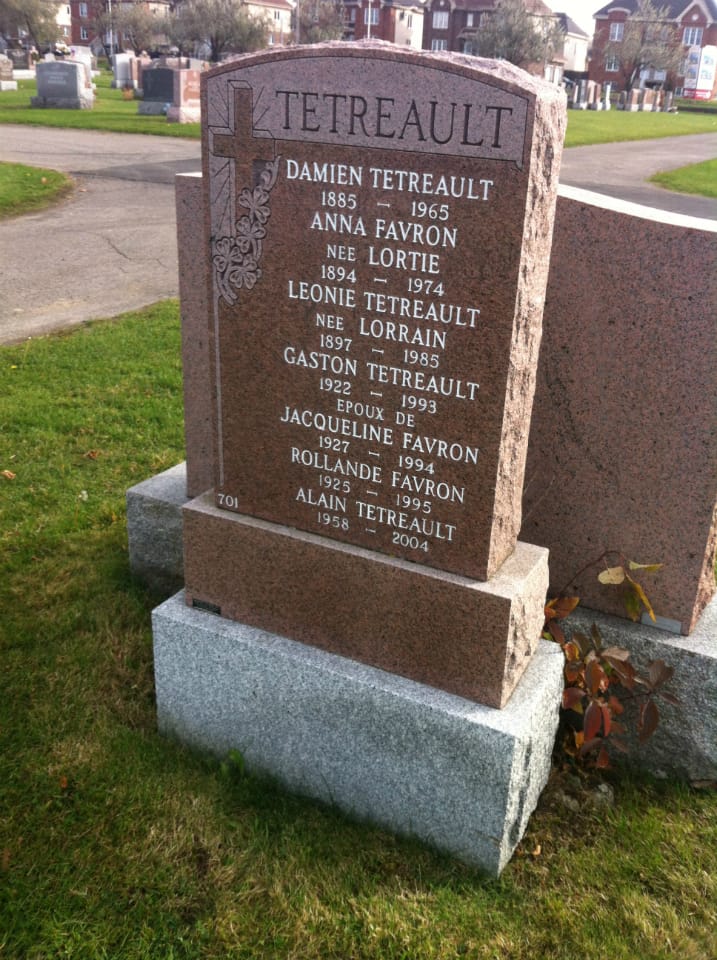 TETREAULT
DAMIEN TETREAULT
1885 — 1965
ANNA FAVRON
NEE LORTIE
1894 — 1974
LEONIE TETREAULT
NEE LORRAIN
1897 — 1985
GASTON TETREAULT
1922 — 1993
EPOUX DE
JACQUELINE FAVRON
1927 — 1994
ROLLANDE FAVRON
1925 — 1995
ALAIN TETREAULT
1958 — 2004
701